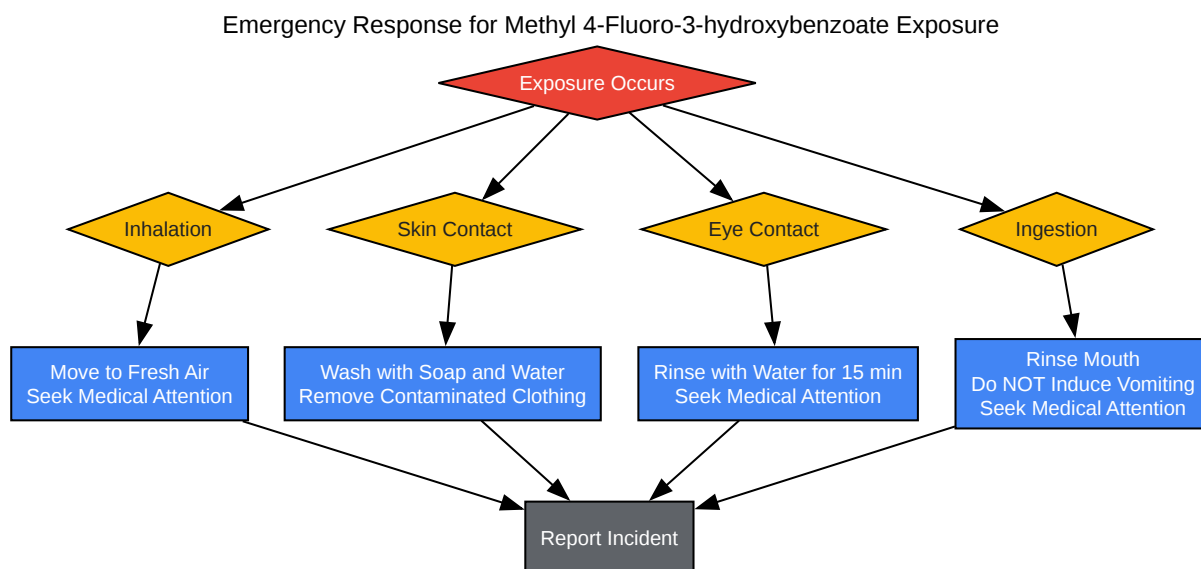 Emergency Response for Methyl 4-Fluoro-3-hydroxybenzoate Exposure
Exposure Occurs
Inhalation
Skin Contact
Eye Contact
Ingestion
Move to Fresh Air
Seek Medical Attention
Wash with Soap and Water
Remove Contaminated Clothing
Rinse with Water for 15 min
Seek Medical Attention
Rinse Mouth
Do NOT Induce Vomiting
Seek Medical Attention
Report Incident